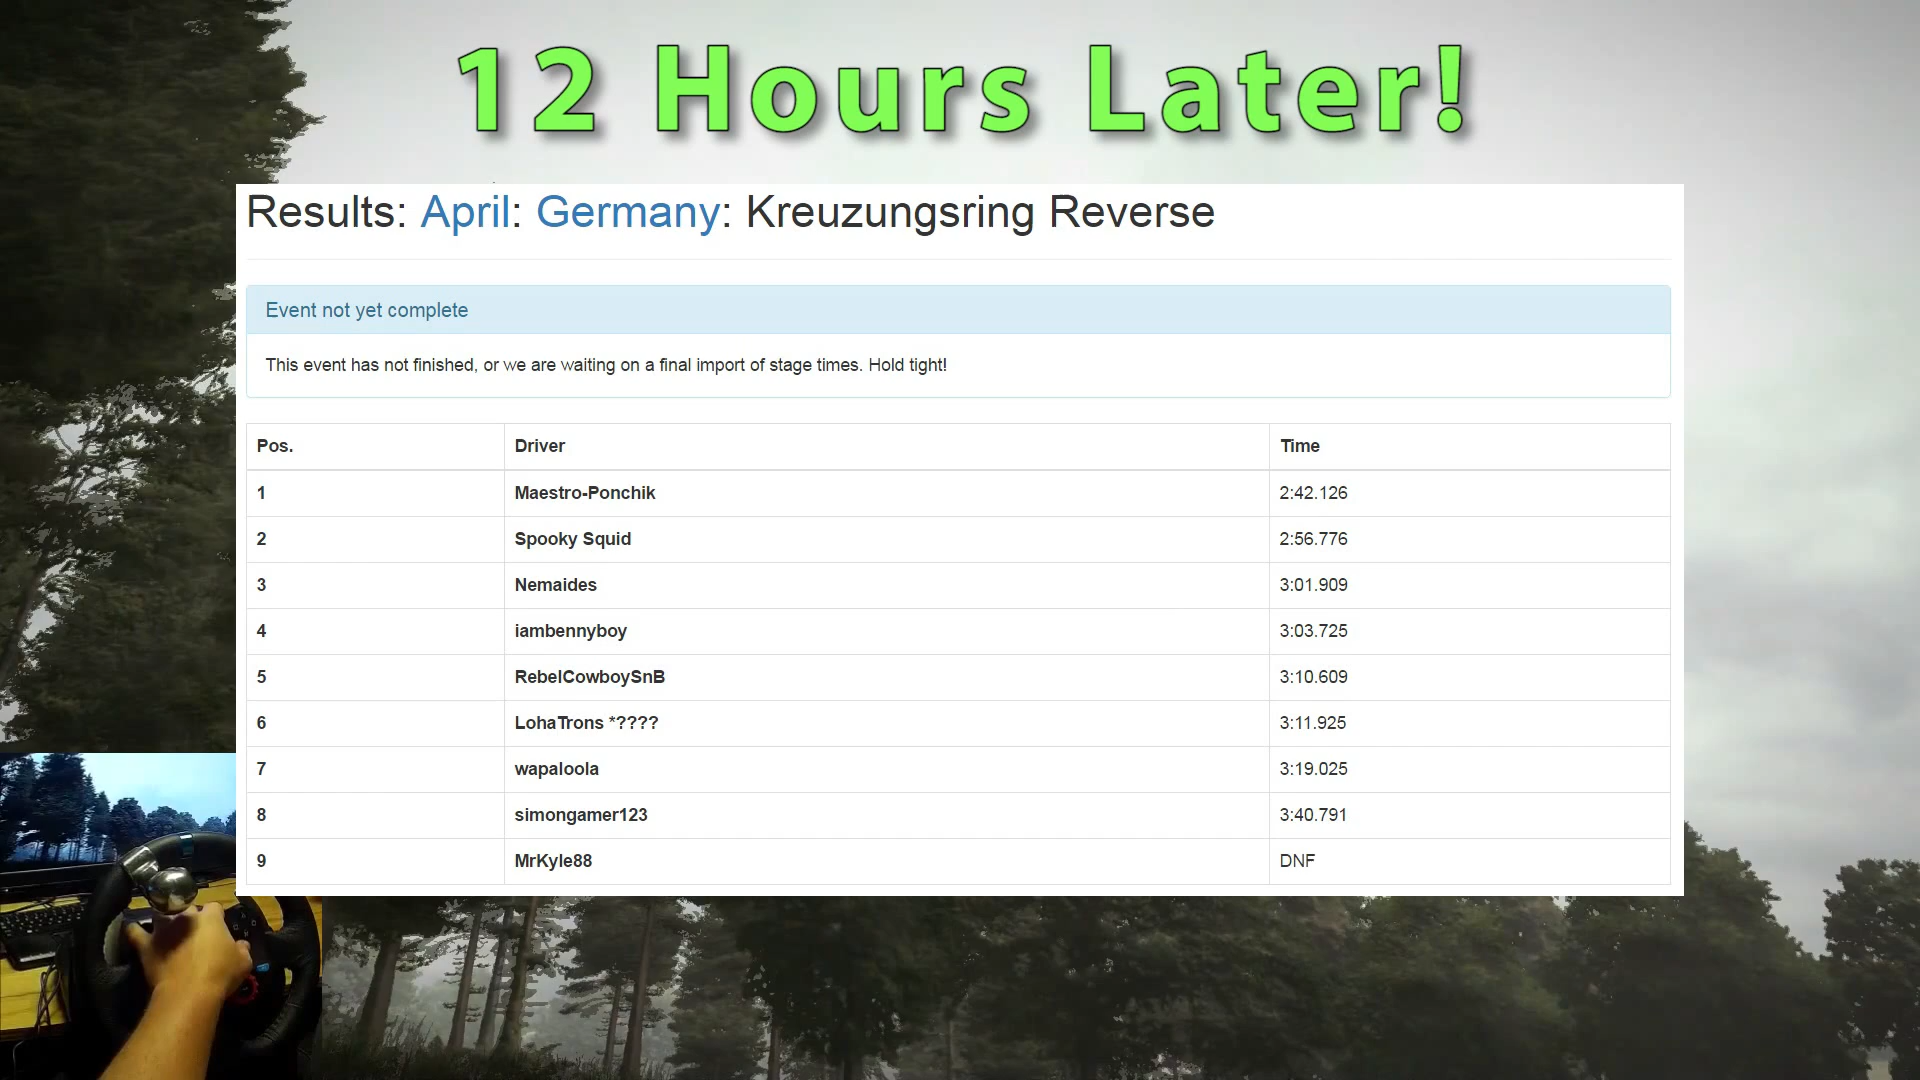 12 Hours Later!
Results: April: Germany: Kreuzungsring Reverse
Event not yet complete
This event has not finished, or we are waiting on a final import of stage times. Hold tight!
Pos. Driver Time
1 Maestro-Ponchik 2:42.126
2 Spooky Squid 2:56.776
3 Nemaides 3:01.909
4 iambennyboy 3:03.725
5 RebelCowboySnB 3:10.609
6 LohaTrons *???? 3:11.925
7 wapaloola 3:19.025
8 simongamer123 3:40.791
9 MrKyle88 DNF